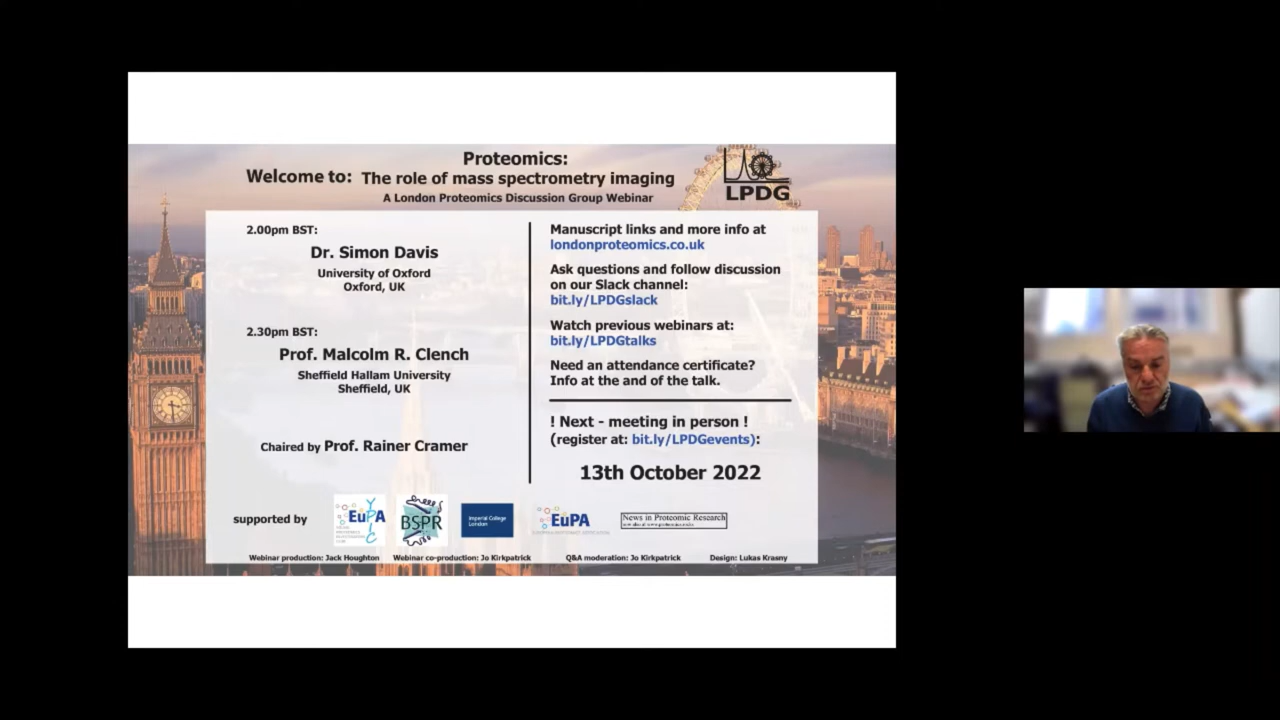 Proteomics:
Welcome to: The role of mass spectrometry imaging
A London Proteomics Discussion Group Webinar
LPDG
2.00pm BST:
Dr. Simon Davis
University of Oxford
Oxford, UK
2.30pm BST:
Prof. Malcolm R. Clench
Sheffield Hallam University
Sheffield, UK
Chaired by Prof. Rainer Cramer
Manuscript links and more info at
londonproteomics.co.uk
Ask questions and follow discussion
on our Slack channel:
bit.ly/LPDGslack
Watch previous webinars at:
bit.ly/LPDGtalks
Need an attendance certificate?
Info at the and of the talk.
! Next - meeting in person !
(register at: bit.ly/LPDGevents):
13th October 2022
supported by
EuPA
YPIC
BSPR
Imperial College
London
EuPA
News in Proteomic Research
Webinar production: Jack Houghton Webinar co-production: Jo Kirkpatrick Q&A moderation: Jo Kirkpatrick Design: Lukas Krasny